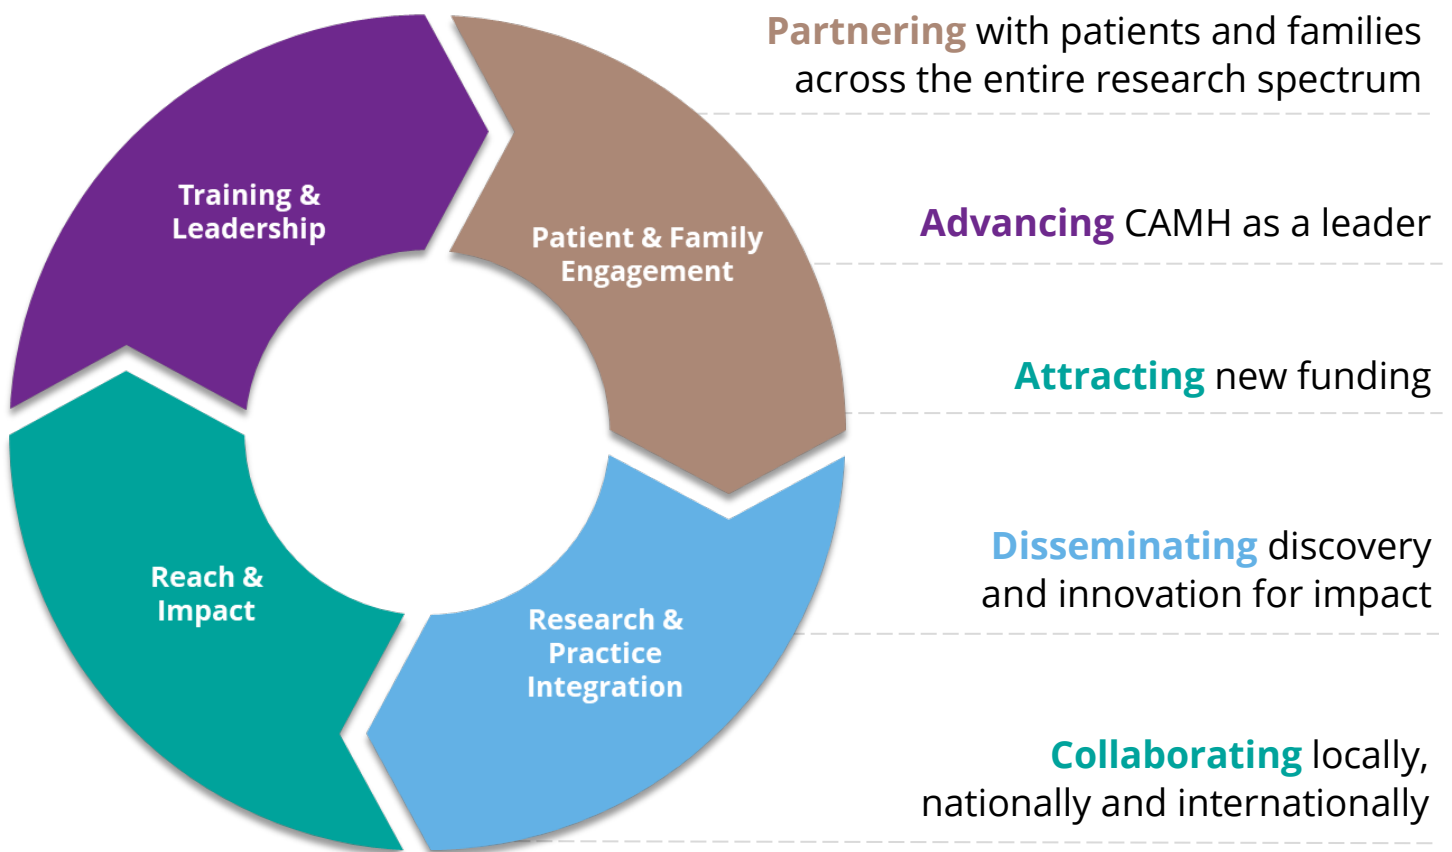 Training &
Leadership
Patient & Family
Engagement
Reach &
Impact
Research &
Practice
Integration
Partnering with patients and families
across the entire research spectrum
Advancing CAMH as a leader
Attracting new funding
Disseminating discovery
and innovation for impact
Collaborating locally,
nationally and internationally